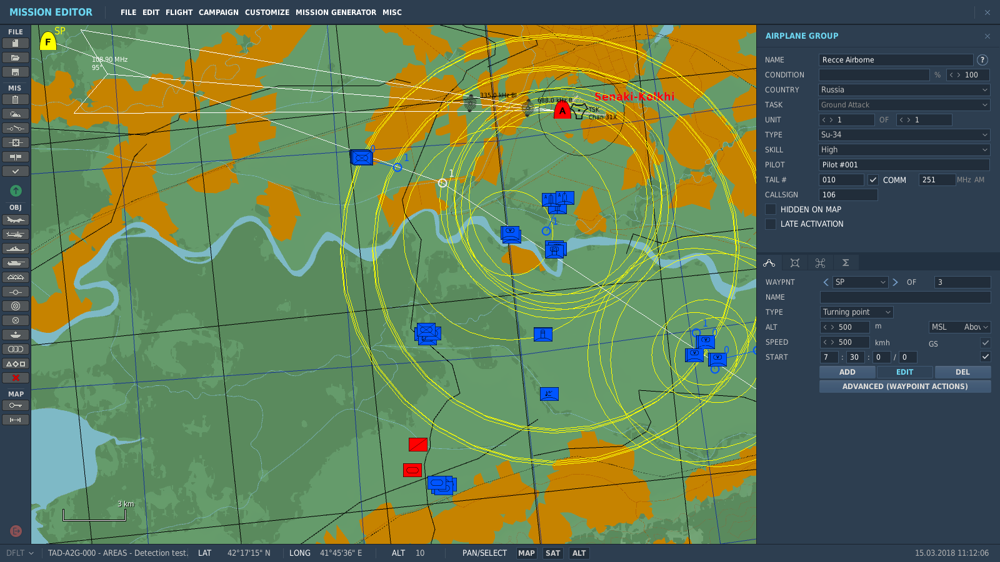 MISSION EDITOR
FILE EDIT FLIGHT CAMPAIGN CUSTOMIZE MISSION GENERATOR MISC
FILE
MIS
OBJ
MAP
F
SP
108.90 MHz
95°
335.0 kHz BI
688.0 kHz B
Senaki-Kolkhi
A
TSK
Chan 31X
0
1
1
1
1
0
3 km
AIRPLANE GROUP
NAME Recce Airborne ?
CONDITION % < > 100
COUNTRY Russia
TASK Ground Attack
UNIT < > 1 OF < > 1
TYPE Su-34
SKILL High
PILOT Pilot #001
TAIL # 010 COMM 251 MHz AM
CALLSIGN 106
HIDDEN ON MAP
LATE ACTIVATION
WAYPNT SP OF 3
NAME
TYPE Turning point
ALT < > 500 m MSL Abov
SPEED < > 500 kmh GS
START 7 : 30 : 0 / 0
ADD EDIT DEL
ADVANCED (WAYPOINT ACTIONS)
DFLT TAD-A2G-000 - AREAS - Detection test. LAT 42°17'15" N LONG 41°45'36" E ALT 10 PAN/SELECT MAP SAT ALT 15.03.2018 11:12:06